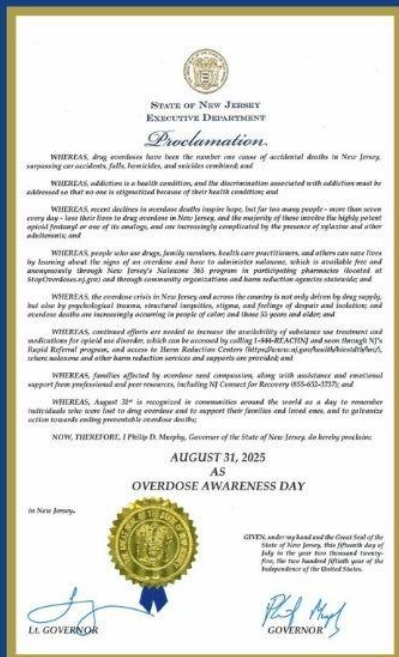 STATE OF NEW JERSEY
EXECUTIVE DEPARTMENT
Proclamation
WHEREAS, drug overdoses have been the number one cause of accidental deaths in New Jersey,
surpassing car accidents, falls, homicides, and suicides combined; and
WHEREAS, addiction is a health condition, and the discrimination associated with addiction must be
addressed so that no one is stigmatized because of their health condition; and
WHEREAS, recent declines in overdose deaths inspire hope, but far too many people - more than seven
every day - lose their lives to drug overdose in New Jersey, and the majority of these involve the highly potent
opioid fentanyl or one of its analogs, and are increasingly complicated by the presence of xylazine and other
adulterants; and
WHEREAS, people who use drugs, family members, health care practitioners, and others can save lives
by learning about the signs of an overdose and how to administer naloxone, which is available free and
anonymously through New Jersey's Naloxone 365 program in participating pharmacies (located at
StopOverdoses.nj.gov) and through community organizations and harm reduction agencies statewide; and
WHEREAS, the overdose crisis in New Jersey and across the country is not only driven by drug supply,
but also by psychological trauma, structural inequities, stigma, and feelings of despair and isolation; and
overdose deaths are increasingly occurring in people of color; and those 55 years and older; and
WHEREAS, continued efforts are needed to increase the availability of substance use treatment and
medications for opioid use disorder, which can be accessed by calling 1-844-REACHNJ and soon through NJ's
Rapid Referral program, and access to Harm Reduction Centers
where naloxone and other harm reduction services and supports are provided; and
WHEREAS, families affected by overdose need compassion, along with assistance and emotional
support from professional and peer resources, including NJ Connect for Recovery (855-652-3737); and
WHEREAS, August 31st is recognized in communities around the world as a day to remember
individuals who were lost to drug overdose and to support their families and loved ones, and to galvanize
action towards ending preventable overdose deaths;
NOW, THEREFORE, I Philip D. Murphy, Governor of the State of New Jersey, do hereby proclaim:
AUGUST 31, 2025
AS
OVERDOSE AWARENESS DAY
in New Jersey.
GIVEN, under my hand and the Great Seal of the
State of New Jersey, this fifteenth day of
July in the year two thousand twenty-
five, the two hundred fiftieth year of the
Independence of the United States.
Lt. GOVERNOR
GOVERNOR